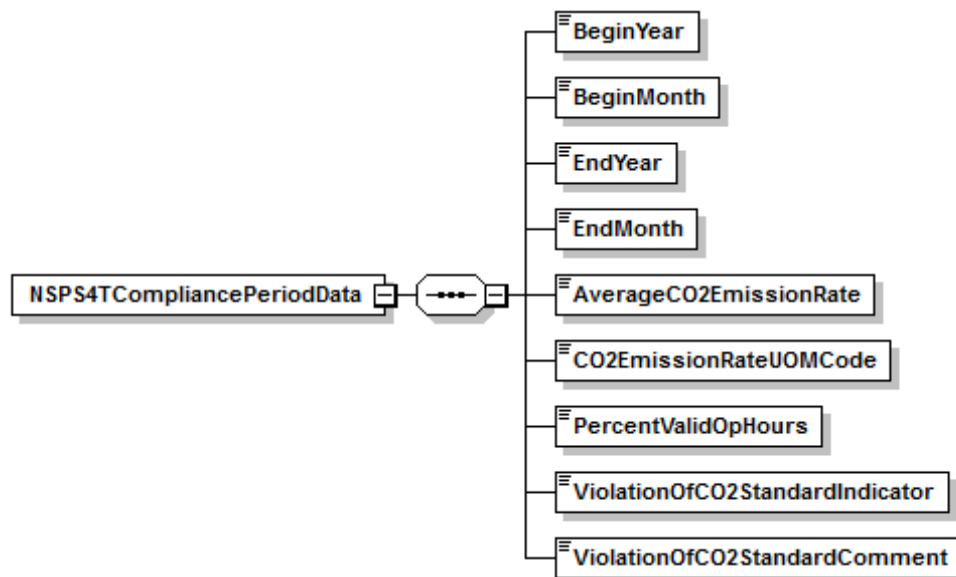 BeginYear
BeginMonth
EndYear
EndMonth
NSPS4TCompliancePeriodData
AverageCO2EmissionRate
CO2EmissionRateUOMCode
PercentValidOpHours
ViolationOfCO2StandardIndicator
ViolationOfCO2StandardComment